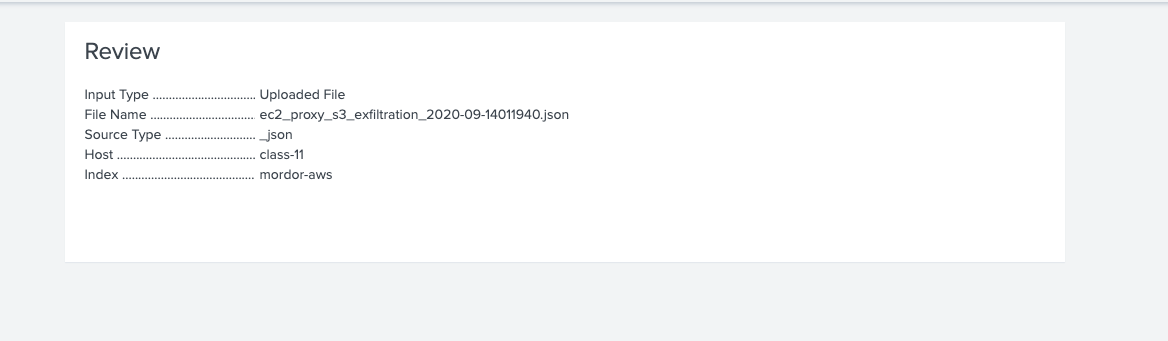 Review
Input Type ................................ Uploaded File
File Name ................................. ec2_proxy_s3_exfiltration_2020-09-14011940.json
Source Type ............................ _json
Host ........................................... class-11
Index ......................................... mordor-aws